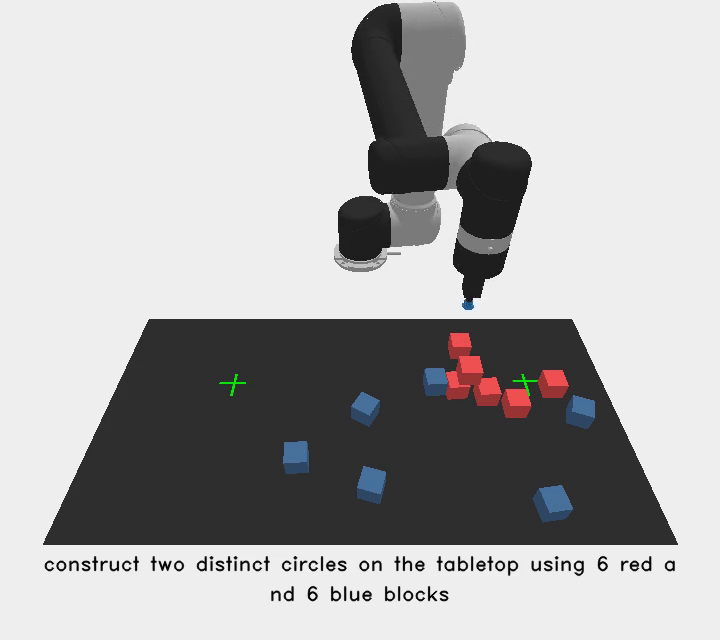 construct two distinct circles on the tabletop using 6 red a
nd 6 blue blocks